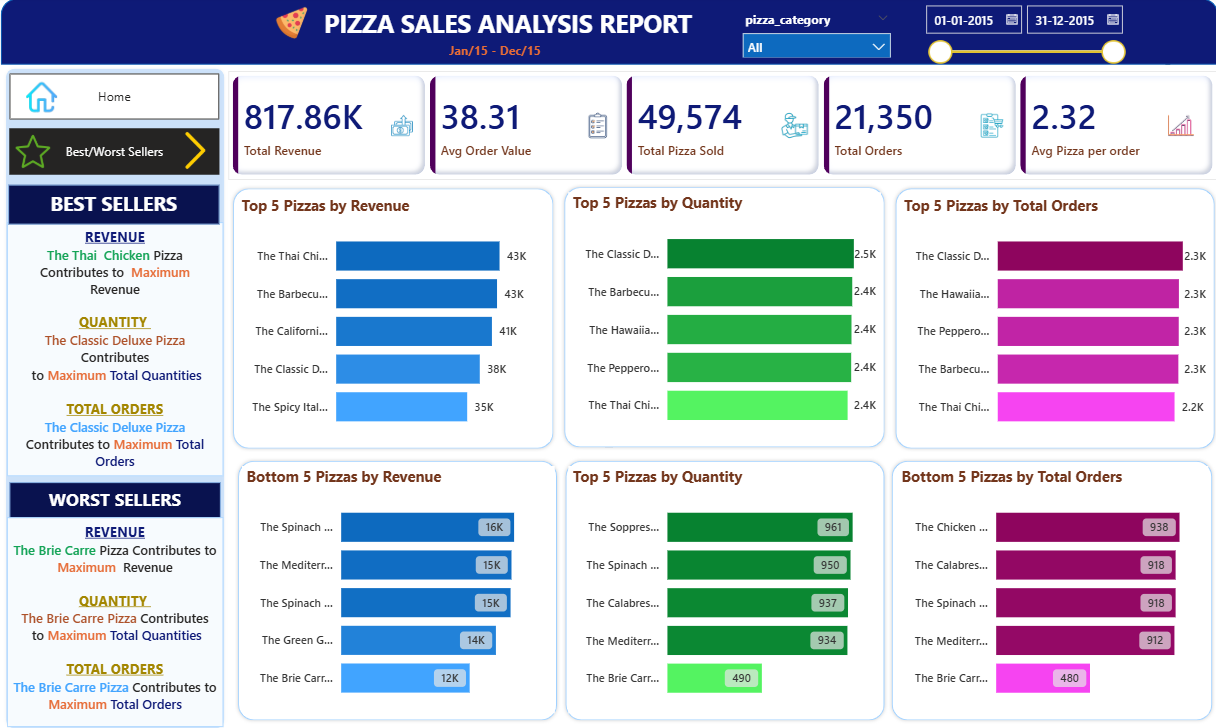 PIZZA SALES ANALYSIS REPORT
Jan/15 - Dec/15
pizza_category
All
01-01-2015
31-12-2015
Home
Best/Worst Sellers
817.86K
Total Revenue
38.31
Avg Order Value
49,574
Total Pizza Sold
21,350
Total Orders
2.32
Avg Pizza per order
BEST SELLERS
REVENUE
The Thai Chicken Pizza
Contributes to Maximum
Revenue
QUANTITY
The Classic Deluxe Pizza
Contributes
to Maximum Total Quantities
TOTAL ORDERS
The Classic Deluxe Pizza
Contributes to Maximum Total
Orders
WORST SELLERS
REVENUE
The Brie Carre Pizza Contributes to
Maximum Revenue
QUANTITY
The Brie Carre Pizza Contributes
to Maximum Total Quantities
TOTAL ORDERS
The Brie Carre Pizza Contributes to
Maximum Total Orders
Top 5 Pizzas by Revenue
The Thai Chi... 43K
The Barbecu... 43K
The Californi... 41K
The Classic D... 38K
The Spicy Ital... 35K
Top 5 Pizzas by Quantity
The Classic D... 2.5K
The Barbecu... 2.4K
The Hawaiia... 2.4K
The Peppero... 2.4K
The Thai Chi... 2.4K
Top 5 Pizzas by Total Orders
The Classic D... 2.3K
The Hawaiia... 2.3K
The Peppero... 2.3K
The Barbecu... 2.3K
The Thai Chi... 2.2K
Bottom 5 Pizzas by Revenue
The Spinach ... 16K
The Mediterr... 15K
The Spinach ... 15K
The Green G... 14K
The Brie Carr... 12K
Top 5 Pizzas by Quantity
The Soppres... 961
The Spinach ... 950
The Calabres... 937
The Mediterr... 934
The Brie Carr... 490
Bottom 5 Pizzas by Total Orders
The Chicken ... 938
The Calabres... 918
The Spinach ... 918
The Mediterr... 912
The Brie Carr... 480